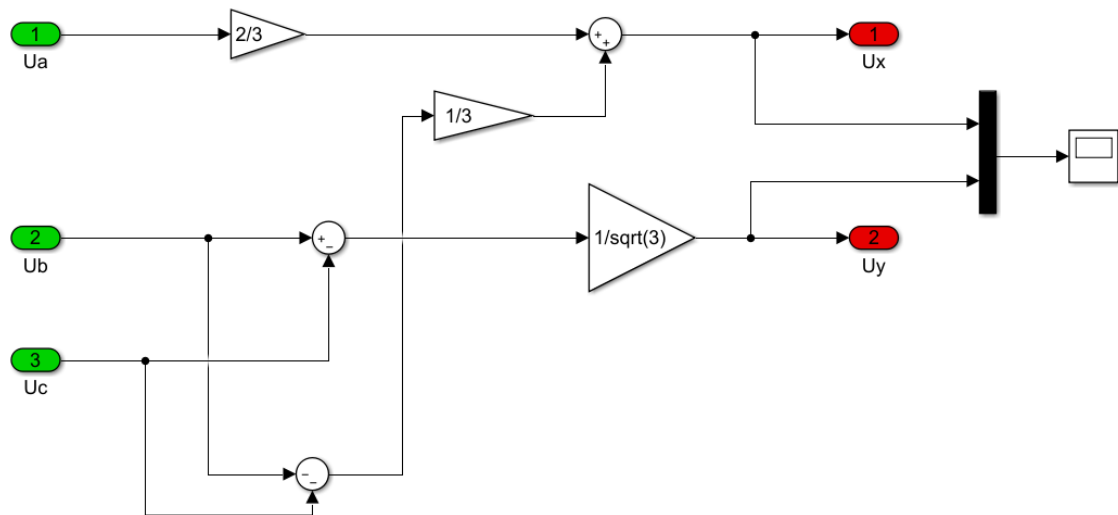 1
Ua
2/3
++
1
Ux
1/3
2
Ub
+−
1/sqrt(3)
2
Uy
3
Uc
−−